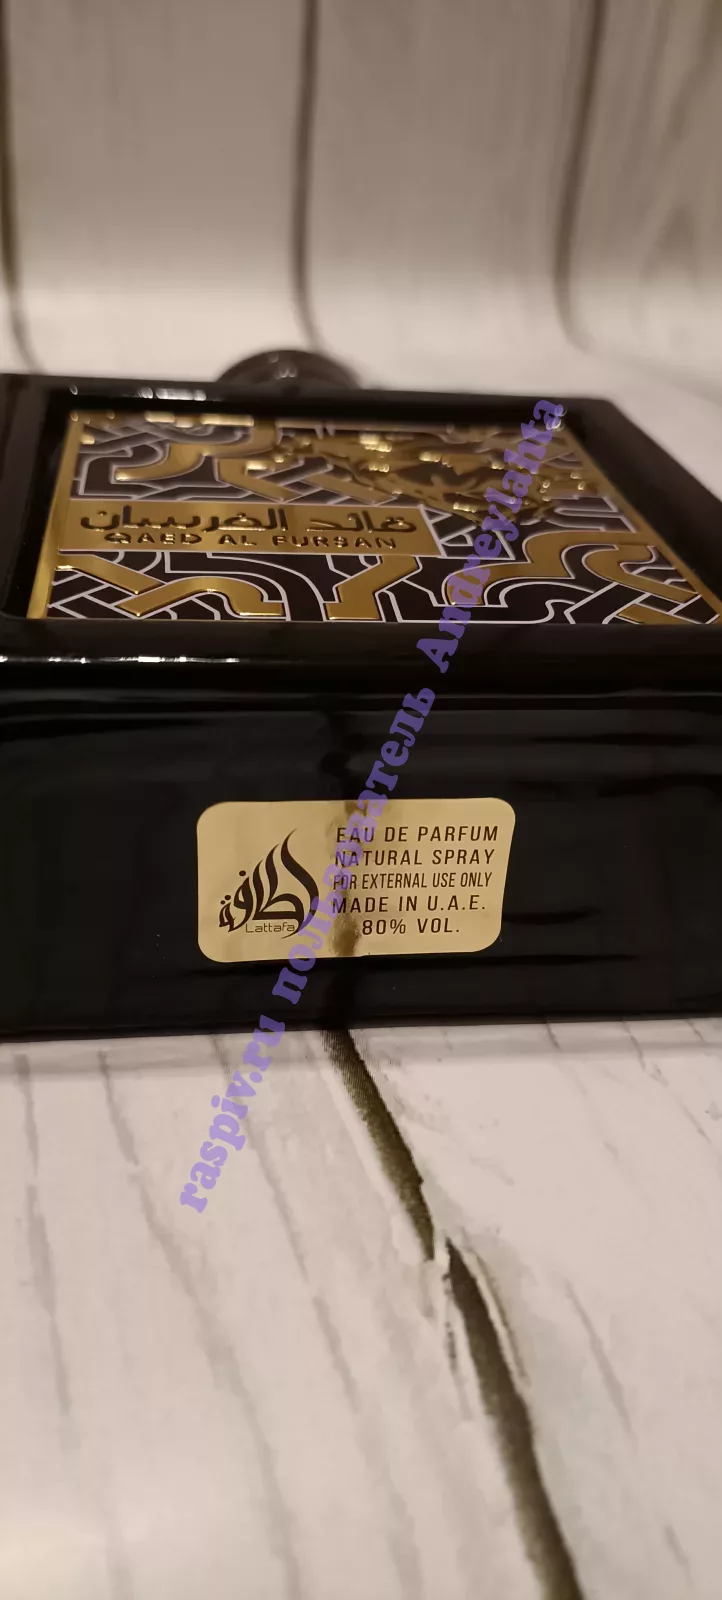 قائد الفرسان
QAED AL FURSAN
لطافة
Lattafa
EAU DE PARFUM
NATURAL SPRAY
FOR EXTERNAL USE ONLY
MADE IN U.A.E.
80% VOL.
raspiv.ru пользователь Andreylahta